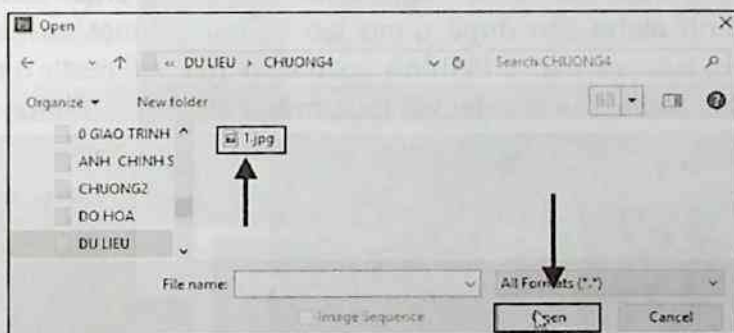 Open
« DU LIEU › CHUONG4
Search CHUONG4
Organize
New folder
0 GIAO TRINH
1.jpg
ANH CHINH S
CHUONG2
DO HOA
DU LIEU
File name:
All Formats (*.*)
Image Sequence
Open
Cancel